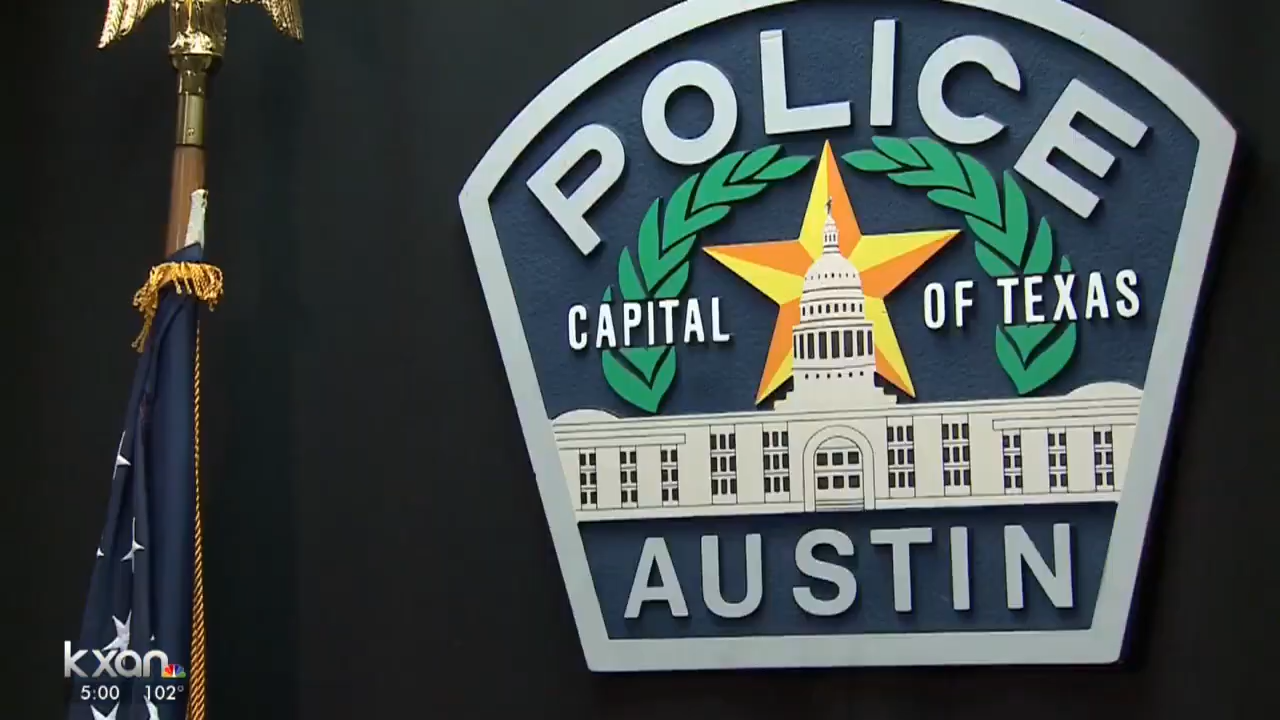 POLICE
CAPITAL OF TEXAS
AUSTIN
kxan
5:00 102°